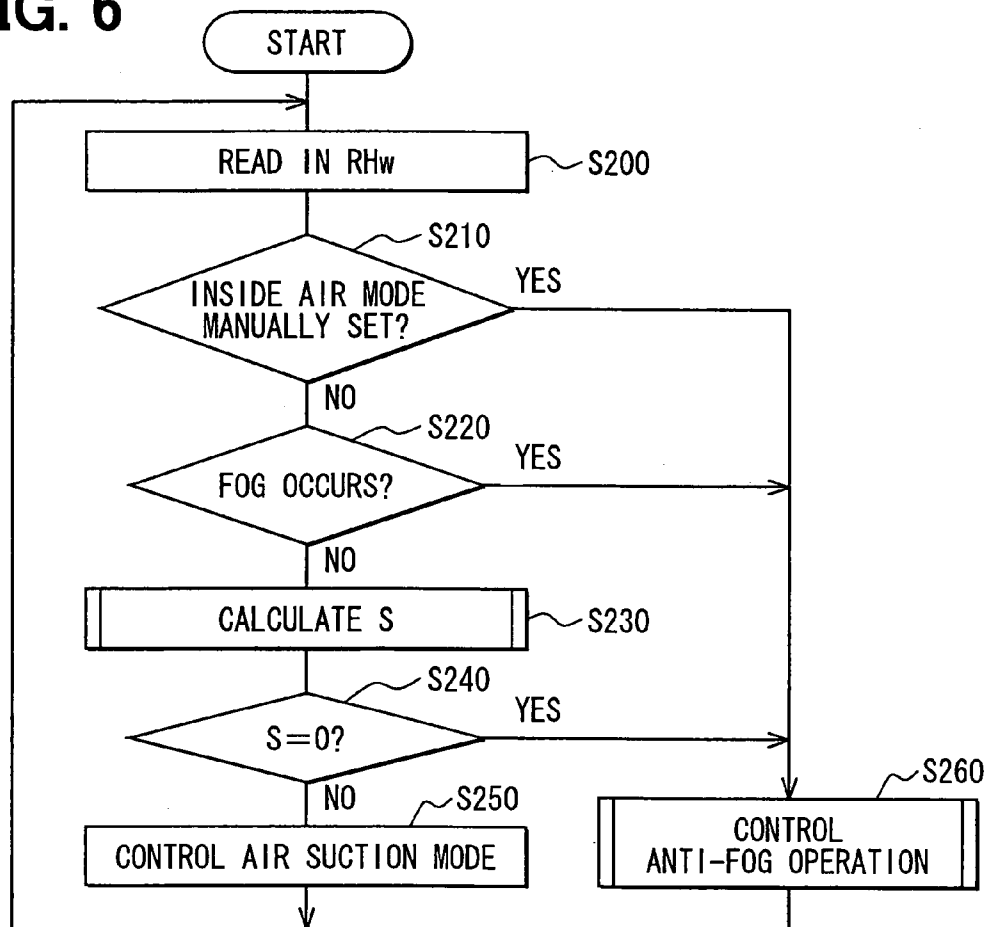 IG. 6
START
READ IN RHw
S200
S210
INSIDE AIR MODE
MANUALLY SET?
YES
NO
S220
FOG OCCURS?
YES
NO
CALCULATE S
S230
S240
S=0?
YES
NO
S250
CONTROL AIR SUCTION MODE
S260
CONTROL
ANTI-FOG OPERATION